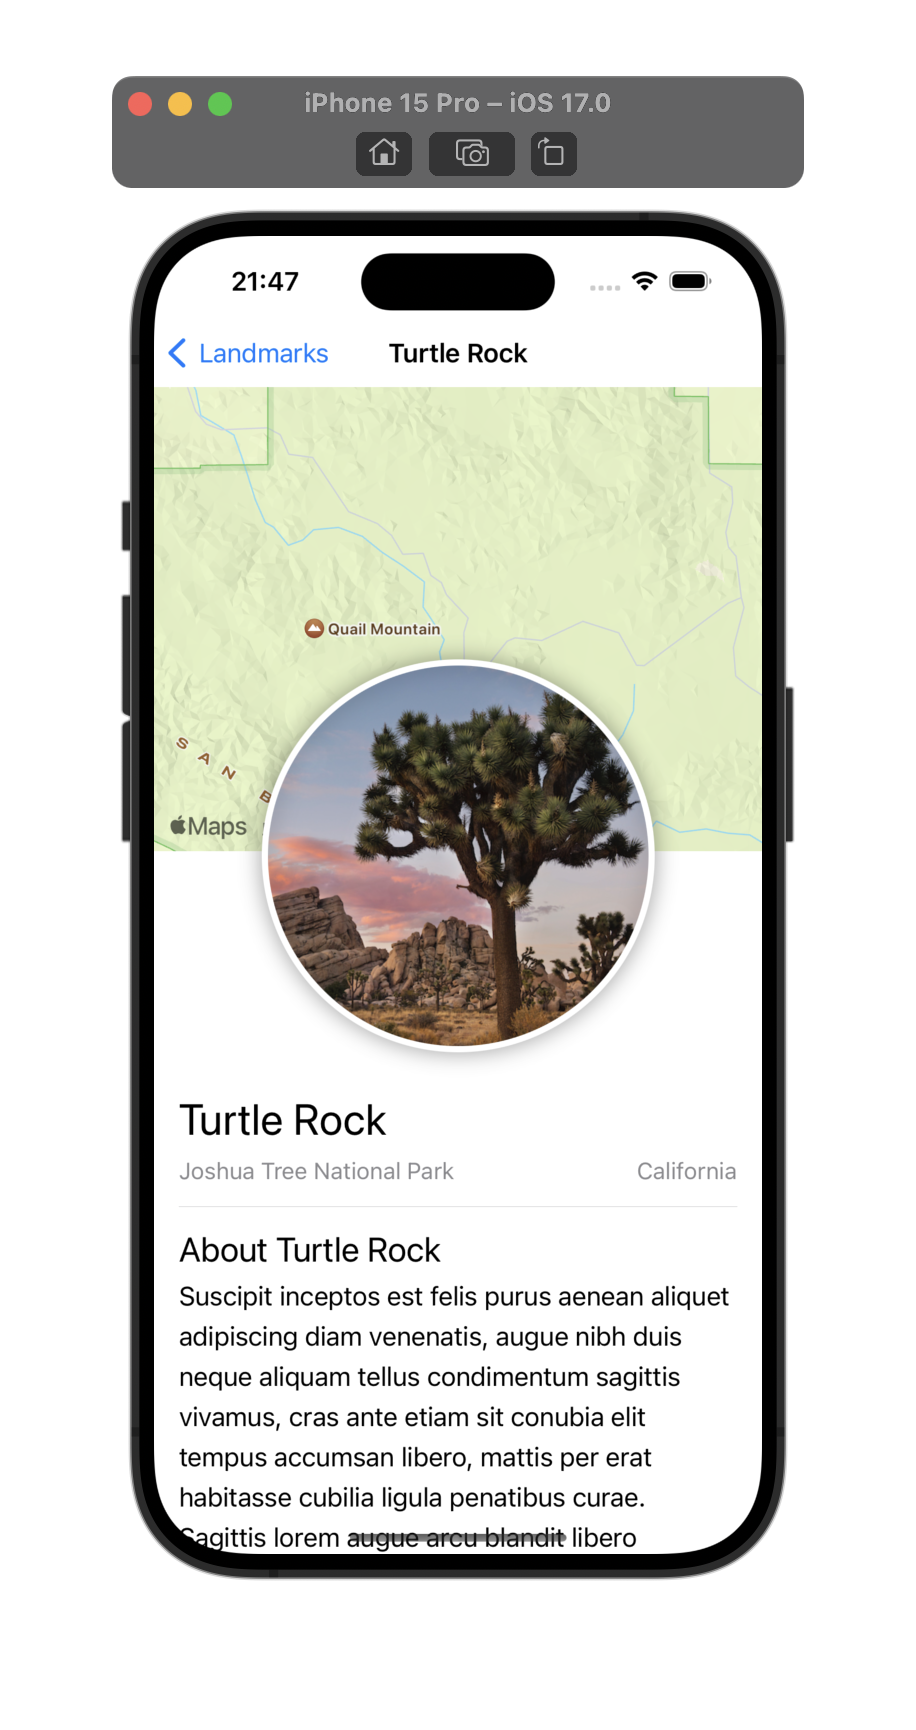 iPhone 15 Pro – iOS 17.0
21:47
Landmarks
Turtle Rock
Quail Mountain
SAN B
Maps
Turtle Rock
Joshua Tree National Park
California
About Turtle Rock
Suscipit inceptos est felis purus aenean aliquet
adipiscing diam venenatis, augue nibh duis
neque aliquam tellus condimentum sagittis
vivamus, cras ante etiam sit conubia elit
tempus accumsan libero, mattis per erat
habitasse cubilia ligula penatibus curae.
Sagittis lorem augue arcu blandit libero